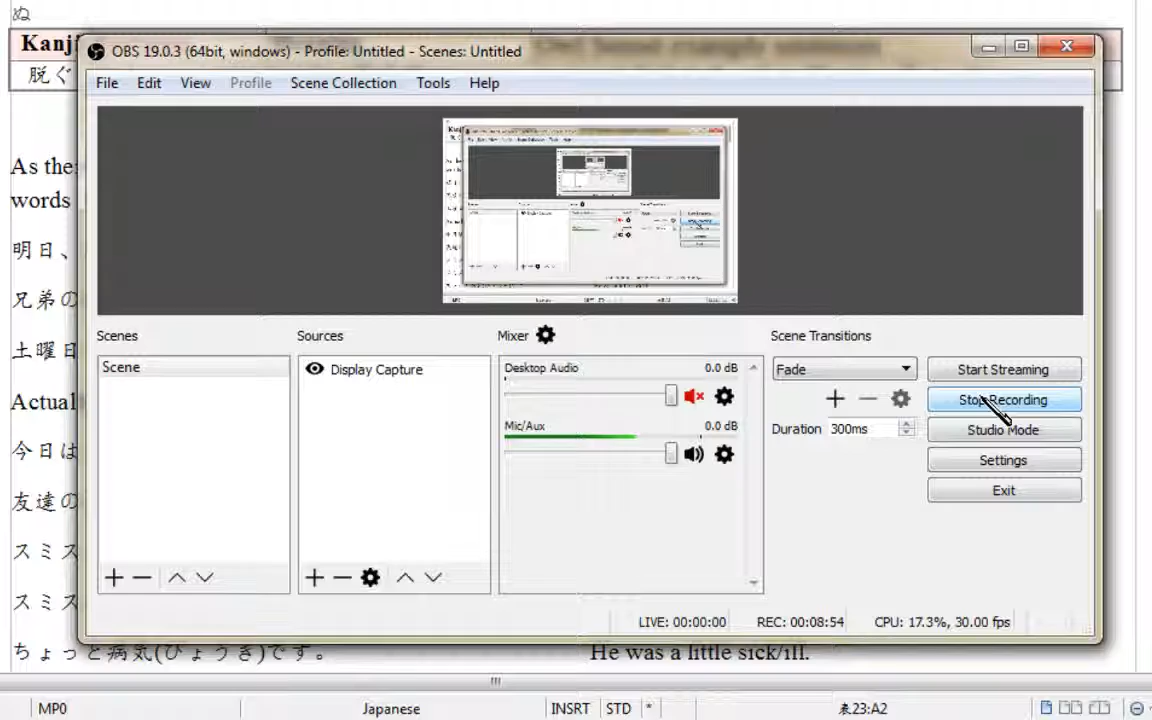 ぬ
Kanji
脱ぐ
OBS 19.0.3 (64bit, windows) - Profile: Untitled - Scenes: Untitled
File Edit View Profile Scene Collection Tools Help
As the
words
明日、
兄弟の
土曜日
Actual
今日は
友達の
スミス
スミス
Scenes
Scene
Sources
Display Capture
Mixer
Desktop Audio 0.0 dB
Mic/Aux 0.0 dB
Scene Transitions
Fade
Duration 300ms
Start Streaming
Stop Recording
Studio Mode
Settings
Exit
LIVE: 00:00:00 REC: 00:08:54 CPU: 17.3%, 30.00 fps
ちょっと病気(びょうき)です。 He was a little sick/ill.
MP0 Japanese INSRT STD * 表23:A2